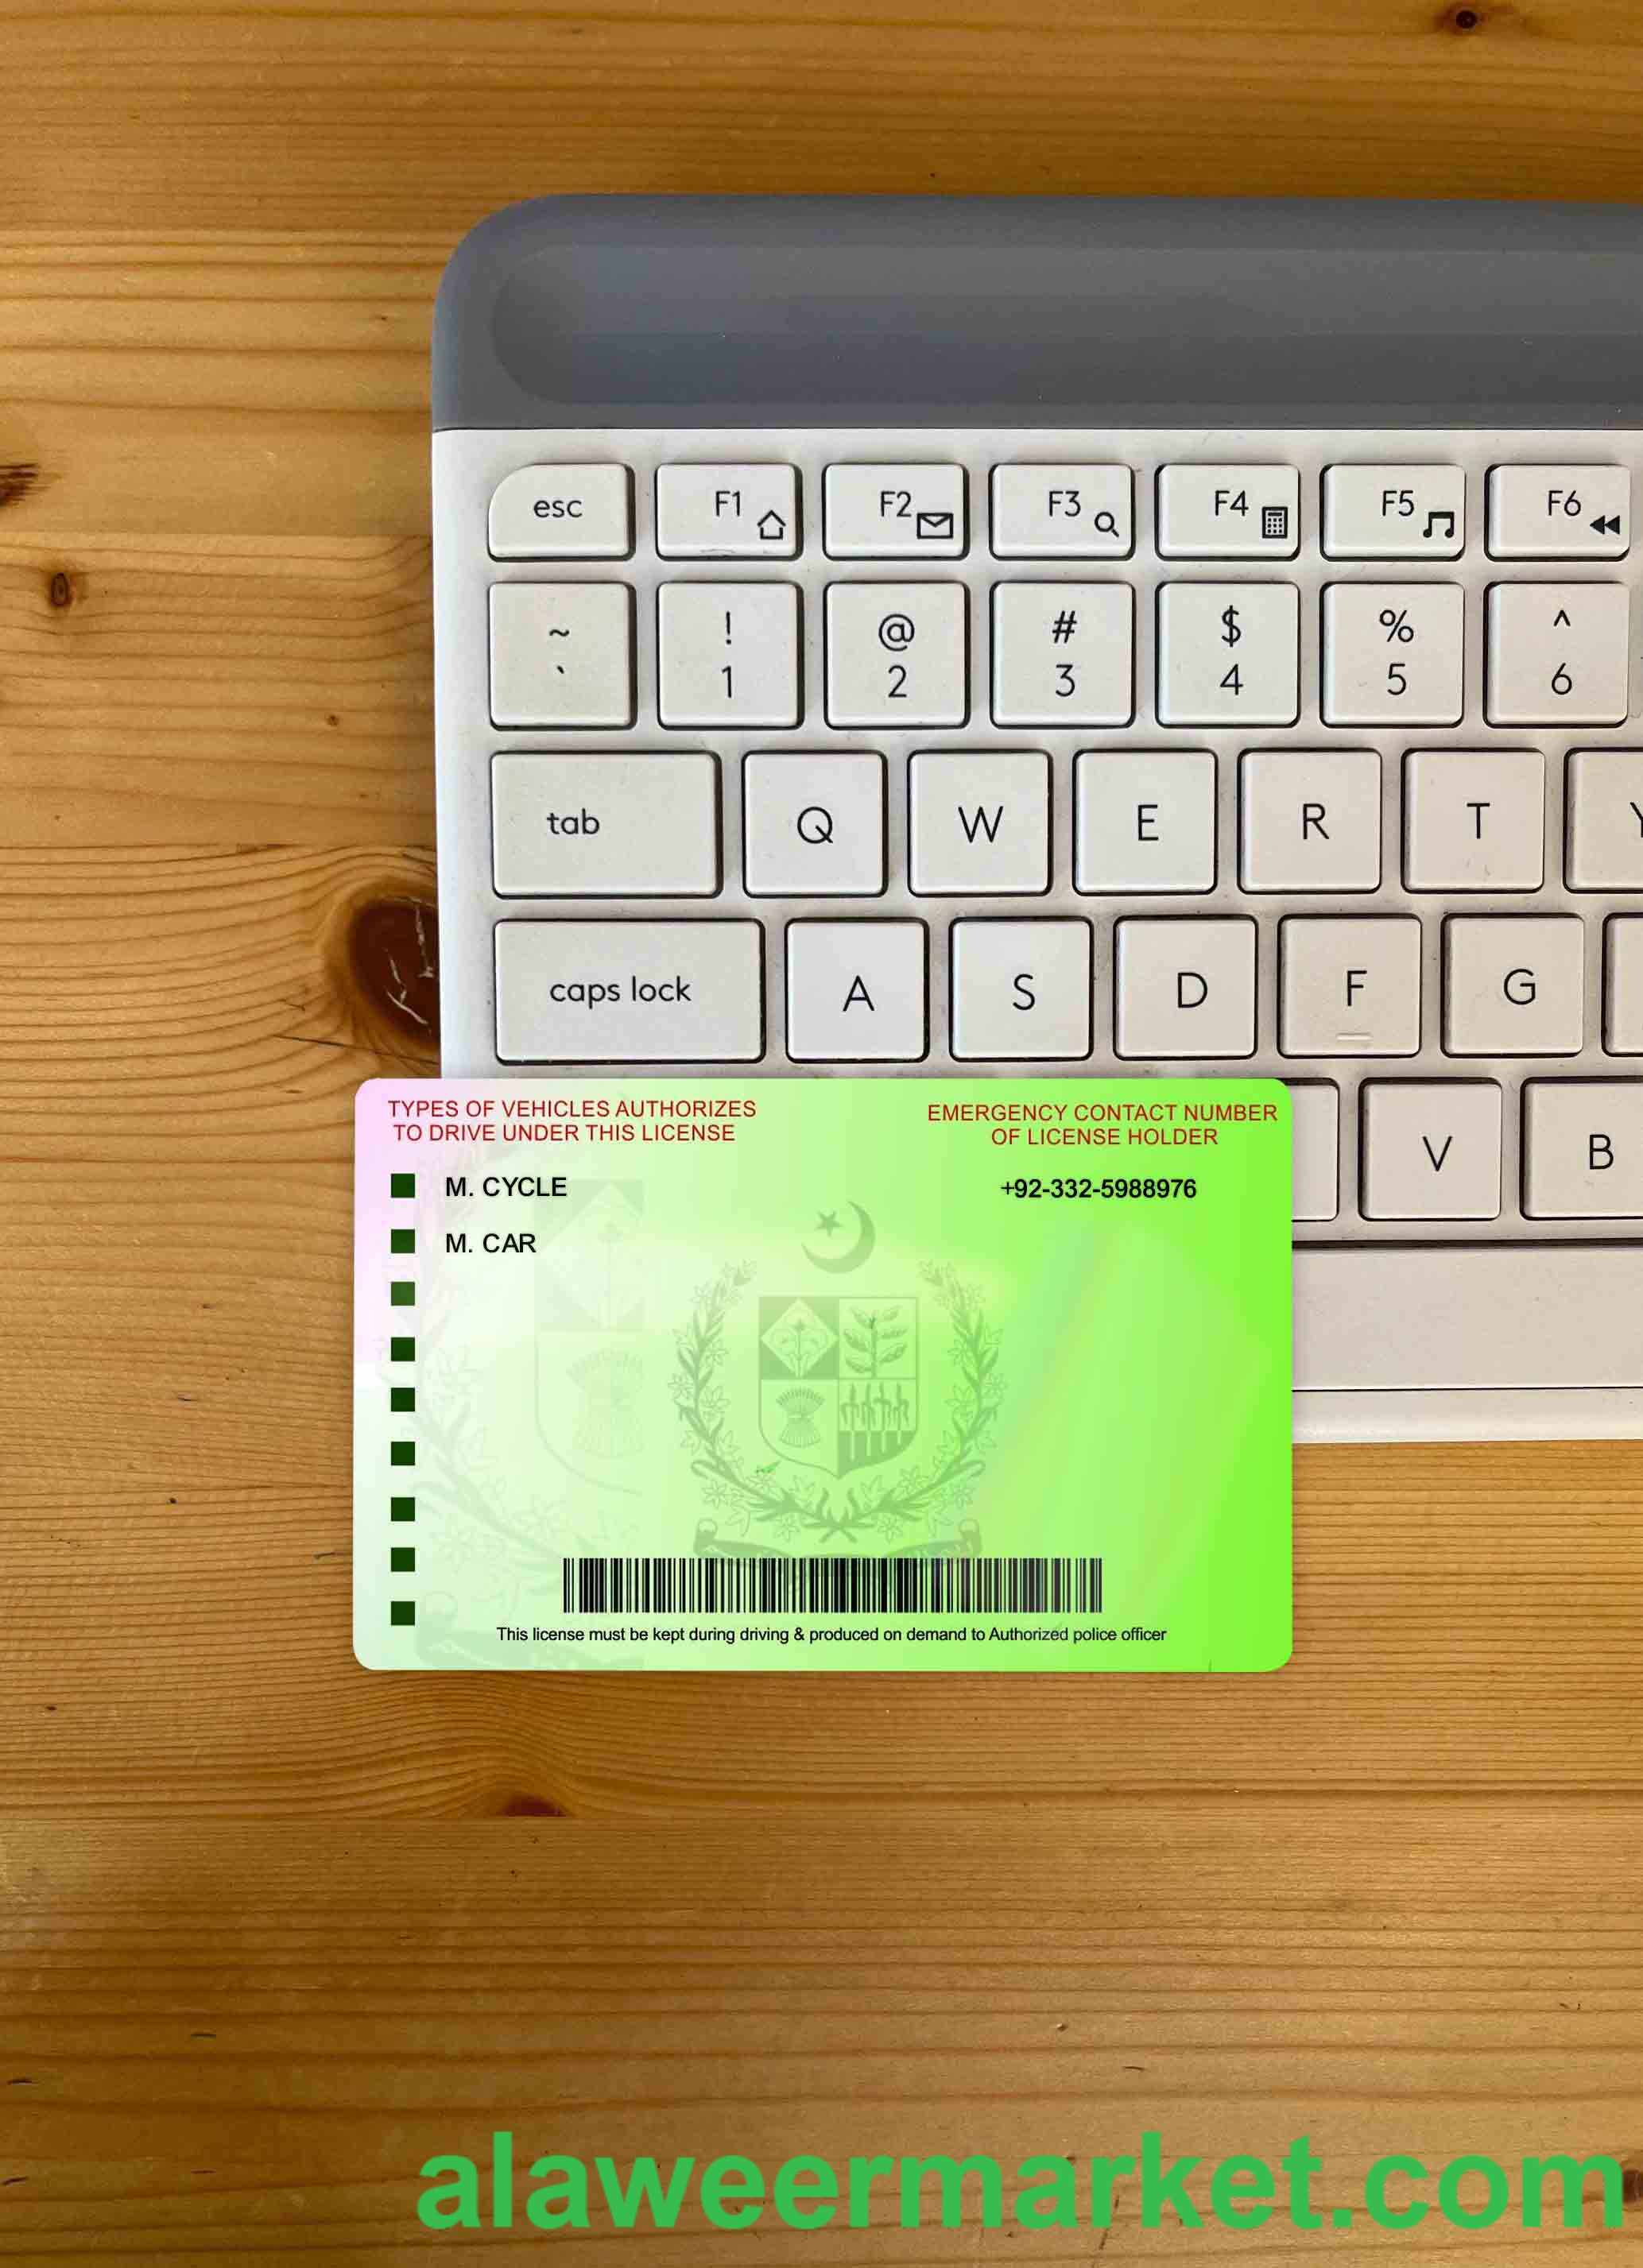 esc F1 F2 F3 F4 F5 F6
~ ! @ # $ % ^
` 1 2 3 4 5 6
tab Q W E R T
caps lock A S D F G
V B
TYPES OF VEHICLES AUTHORIZES
TO DRIVE UNDER THIS LICENSE
EMERGENCY CONTACT NUMBER
OF LICENSE HOLDER
M. CYCLE
+92-332-5988976
M. CAR
This license must be kept during driving & produced on demand to Authorized police officer
alaweermarket.com